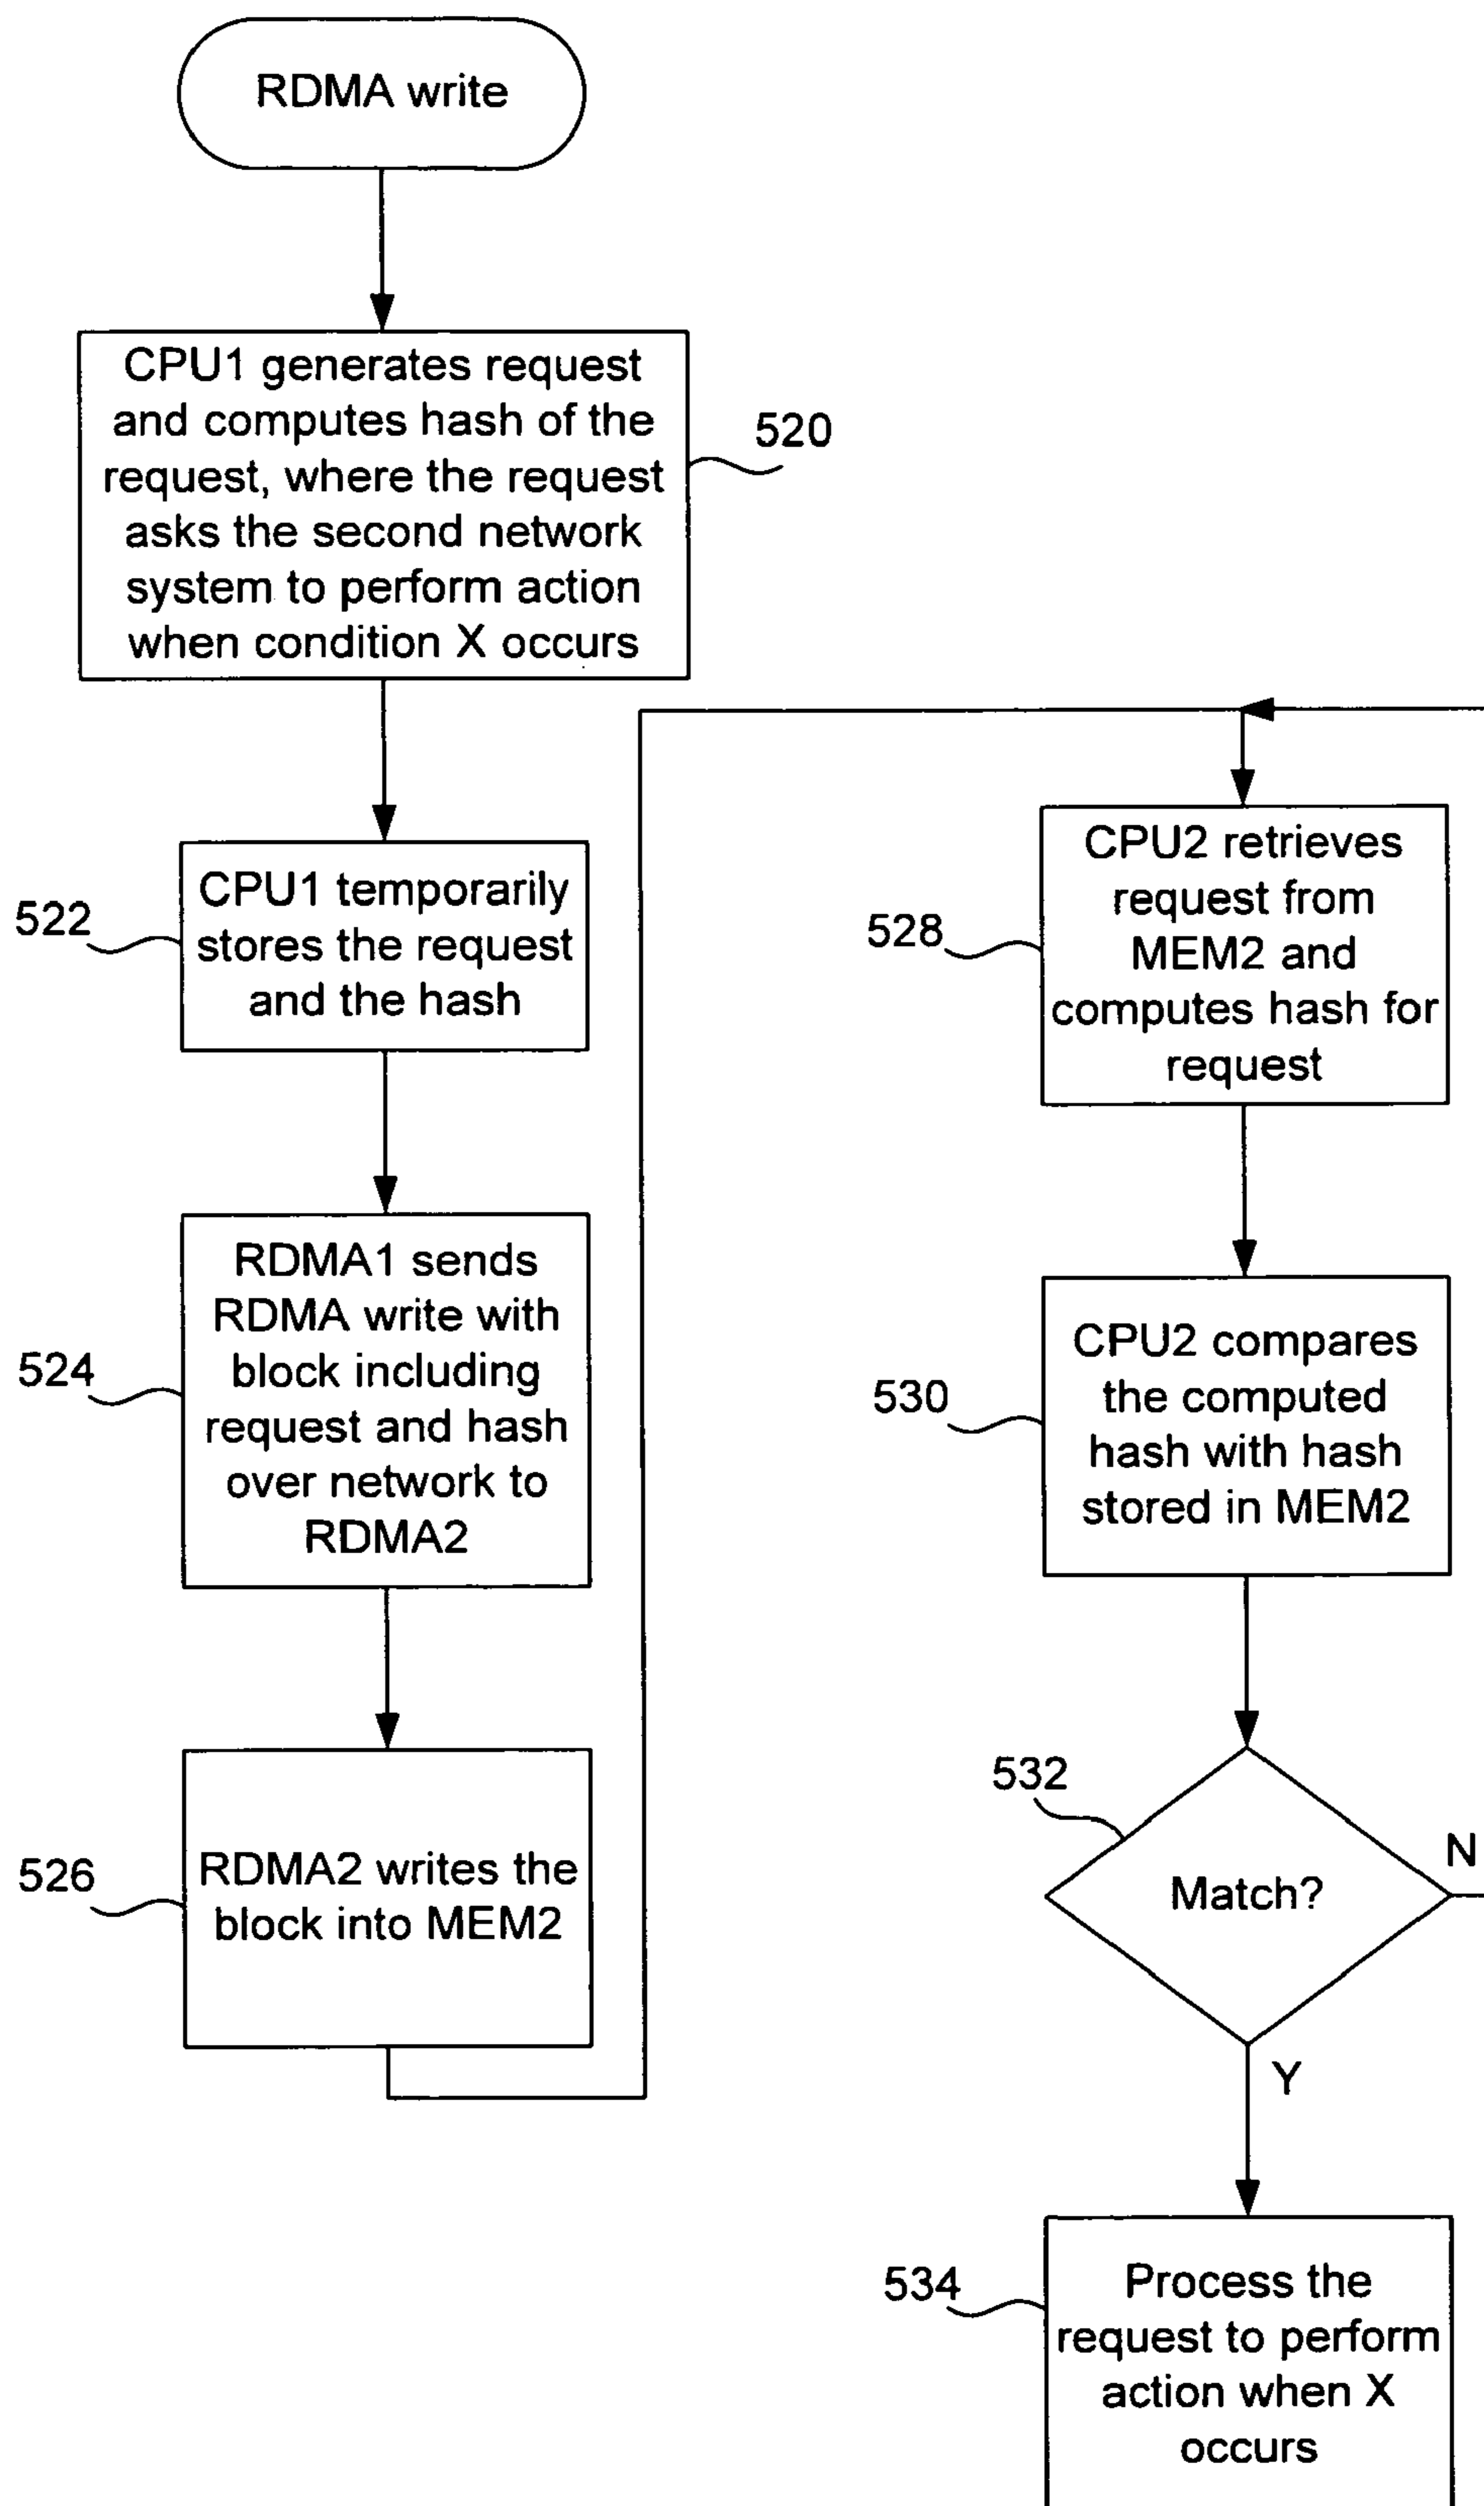 RDMA write
CPU1 generates request
and computes hash of the
request, where the request
asks the second network
system to perform action
when condition X occurs
520
CPU1 temporarily
stores the request
and the hash
522
RDMA1 sends
RDMA write with
block including
request and hash
over network to
RDMA2
524
RDMA2 writes the
block into MEM2
526
CPU2 retrieves
request from
MEM2 and
computes hash for
request
528
CPU2 compares
the computed
hash with hash
stored in MEM2
530
532
Match?
N
Y
Process the
request to perform
action when X
occurs
534